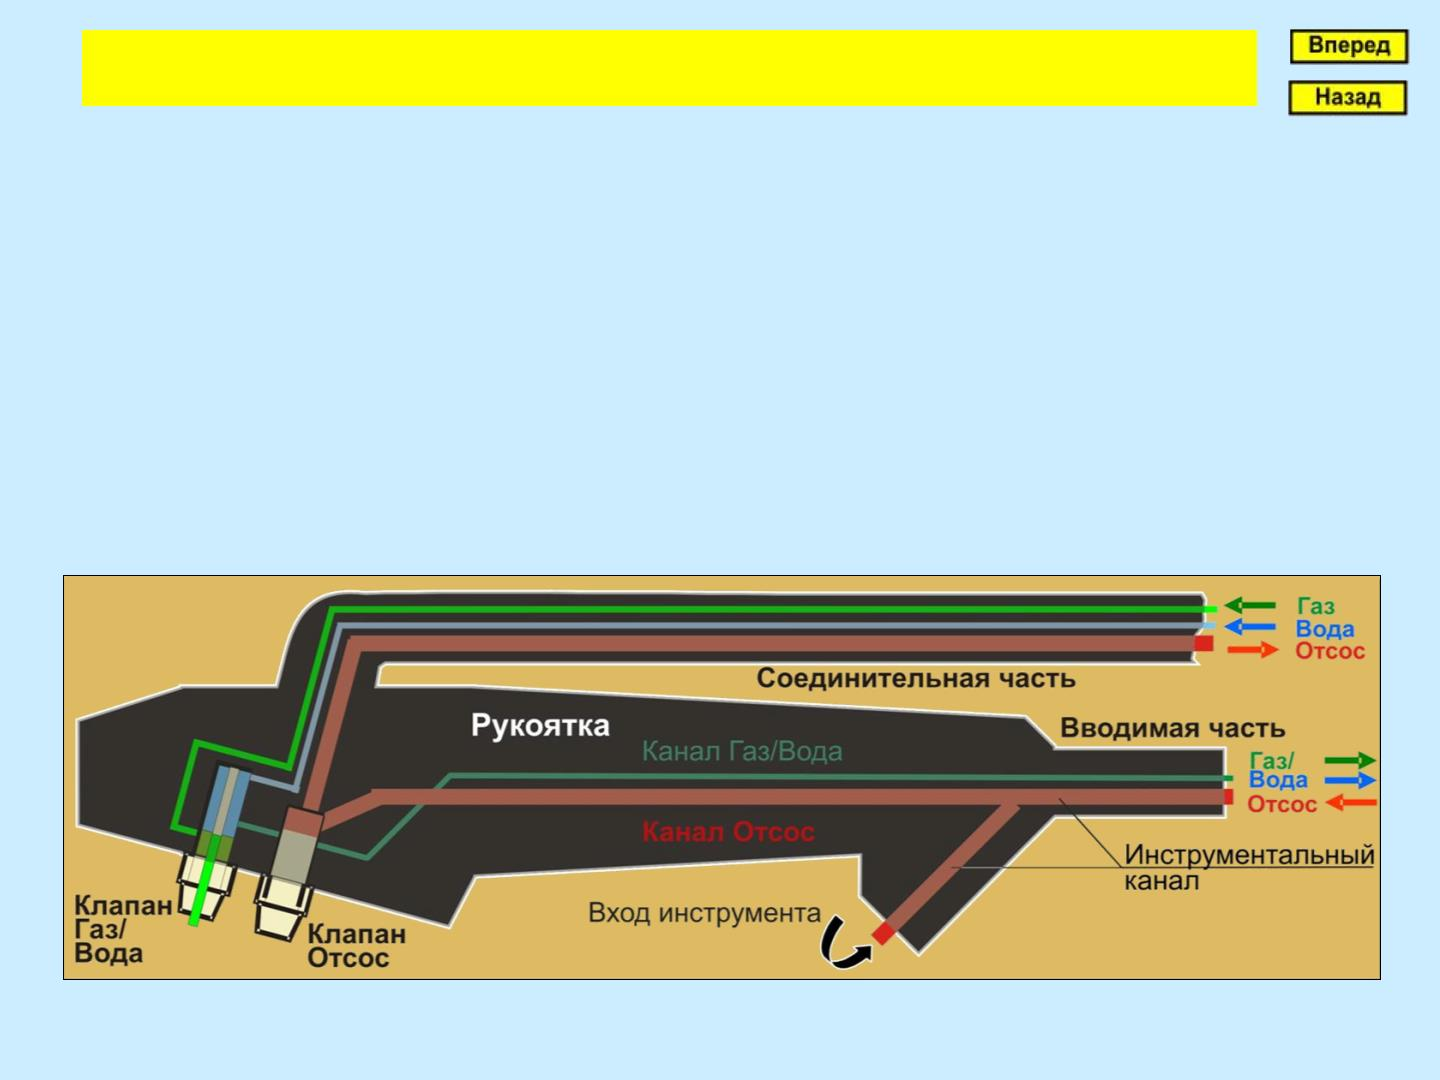 Вперед
Назад
Газ
Вода
Отсос
Соединительная часть
Рукоятка
Вводимая часть
Канал Газ/Вода
Газ/
Вода
Отсос
Канал Отсос
Инструментальный
канал
Вход инструмента
Клапан
Газ/
Вода
Клапан
Отсос